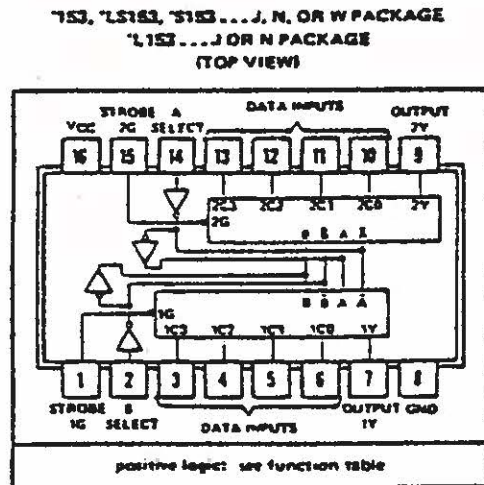 '153, 'LS153, 'S153 . . . . J, N, OR W PACKAGE
'L153 . . . . J OR N PACKAGE
(TOP VIEW)
STROBE A DATA INPUTS OUTPUT
VCC 2G SELECT 2Y
16 15 14 13 12 11 10 9
2C3 2C2 2C1 2C0 2Y
2G
B B A A
B B A A
1G
1C3 1C2 1C1 1C0 1Y
1 2 3 4 5 6 7 8
STROBE B OUTPUT GND
1G SELECT DATA INPUTS 1Y
positive logic: see function table